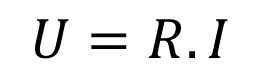 U = R.I